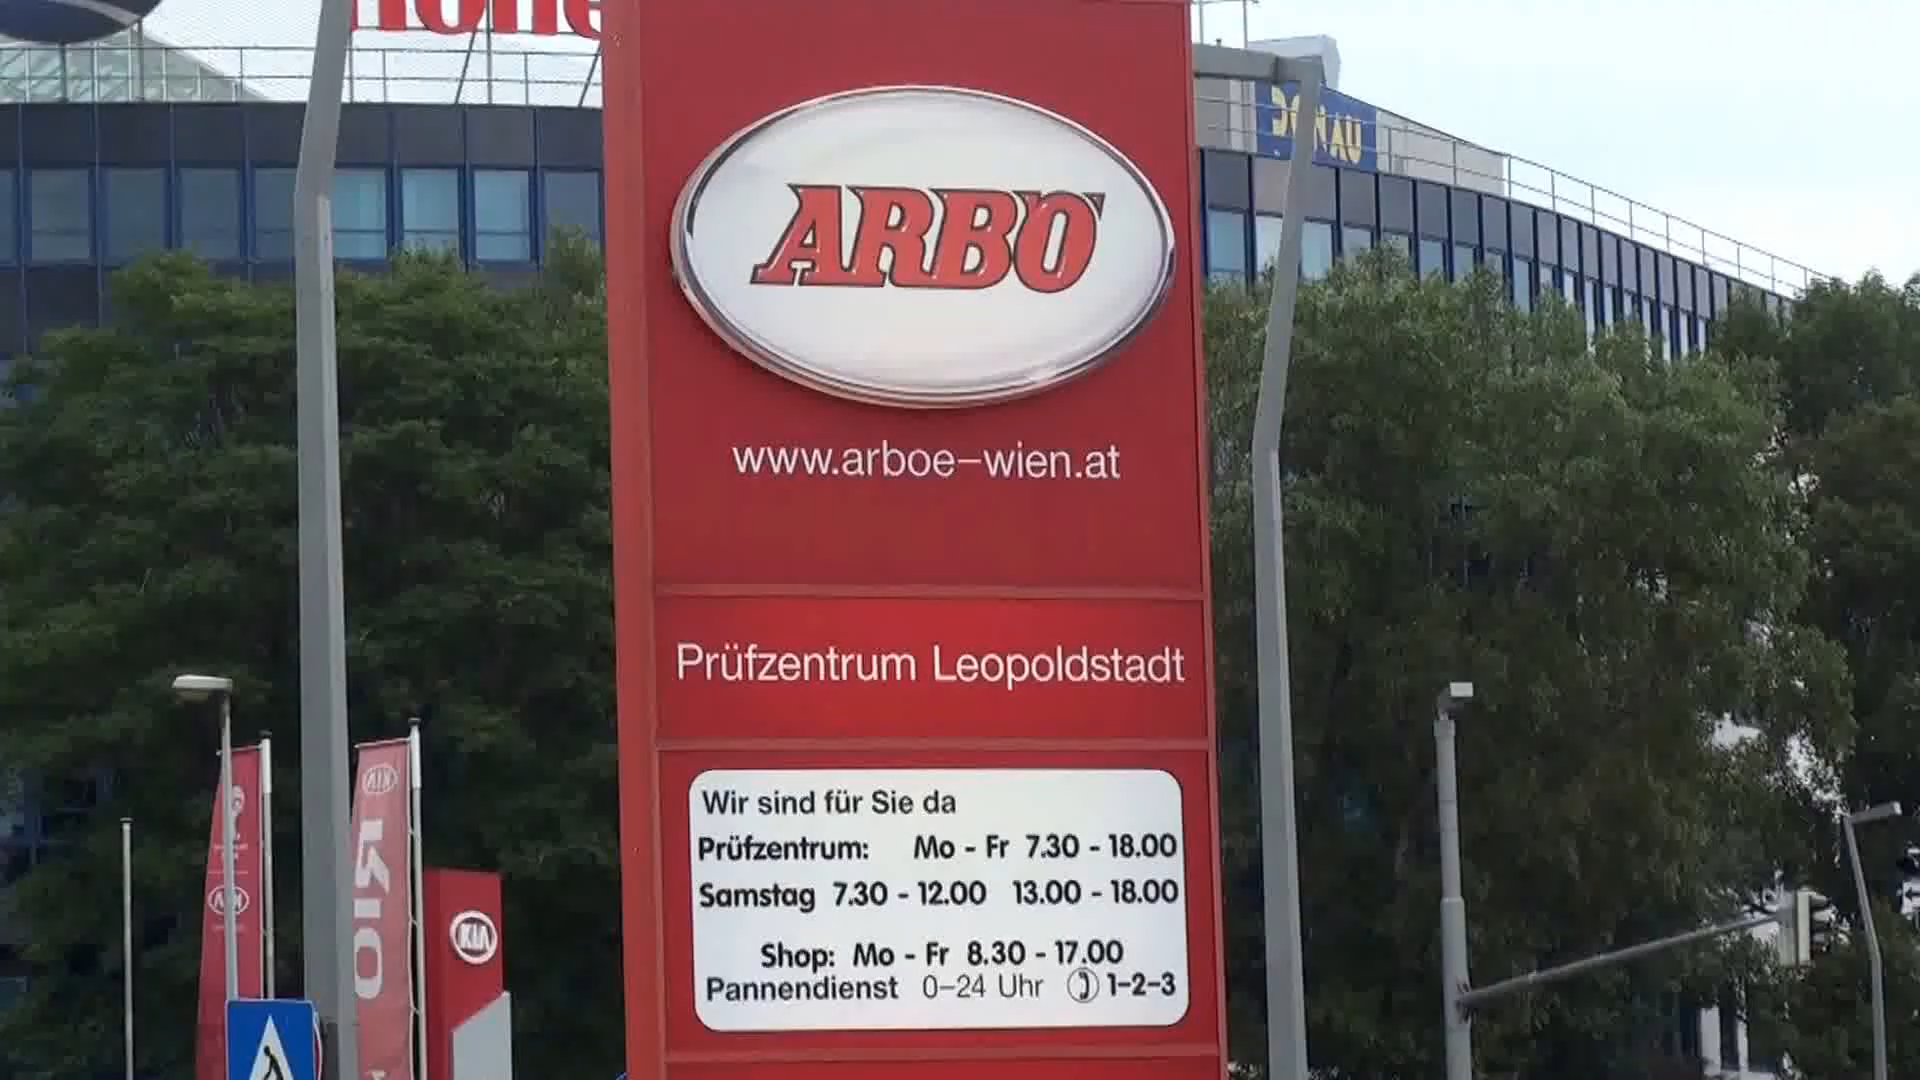 DONAU
ARBÖ
www.arboe-wien.at
Prüfzentrum Leopoldstadt
Wir sind für Sie da
Prüfzentrum: Mo - Fr 7.30 - 18.00
Samstag 7.30 - 12.00 13.00 - 18.00
Shop: Mo - Fr 8.30 - 17.00
Pannendienst 0-24 Uhr 1-2-3
KIA
KIA
KIA